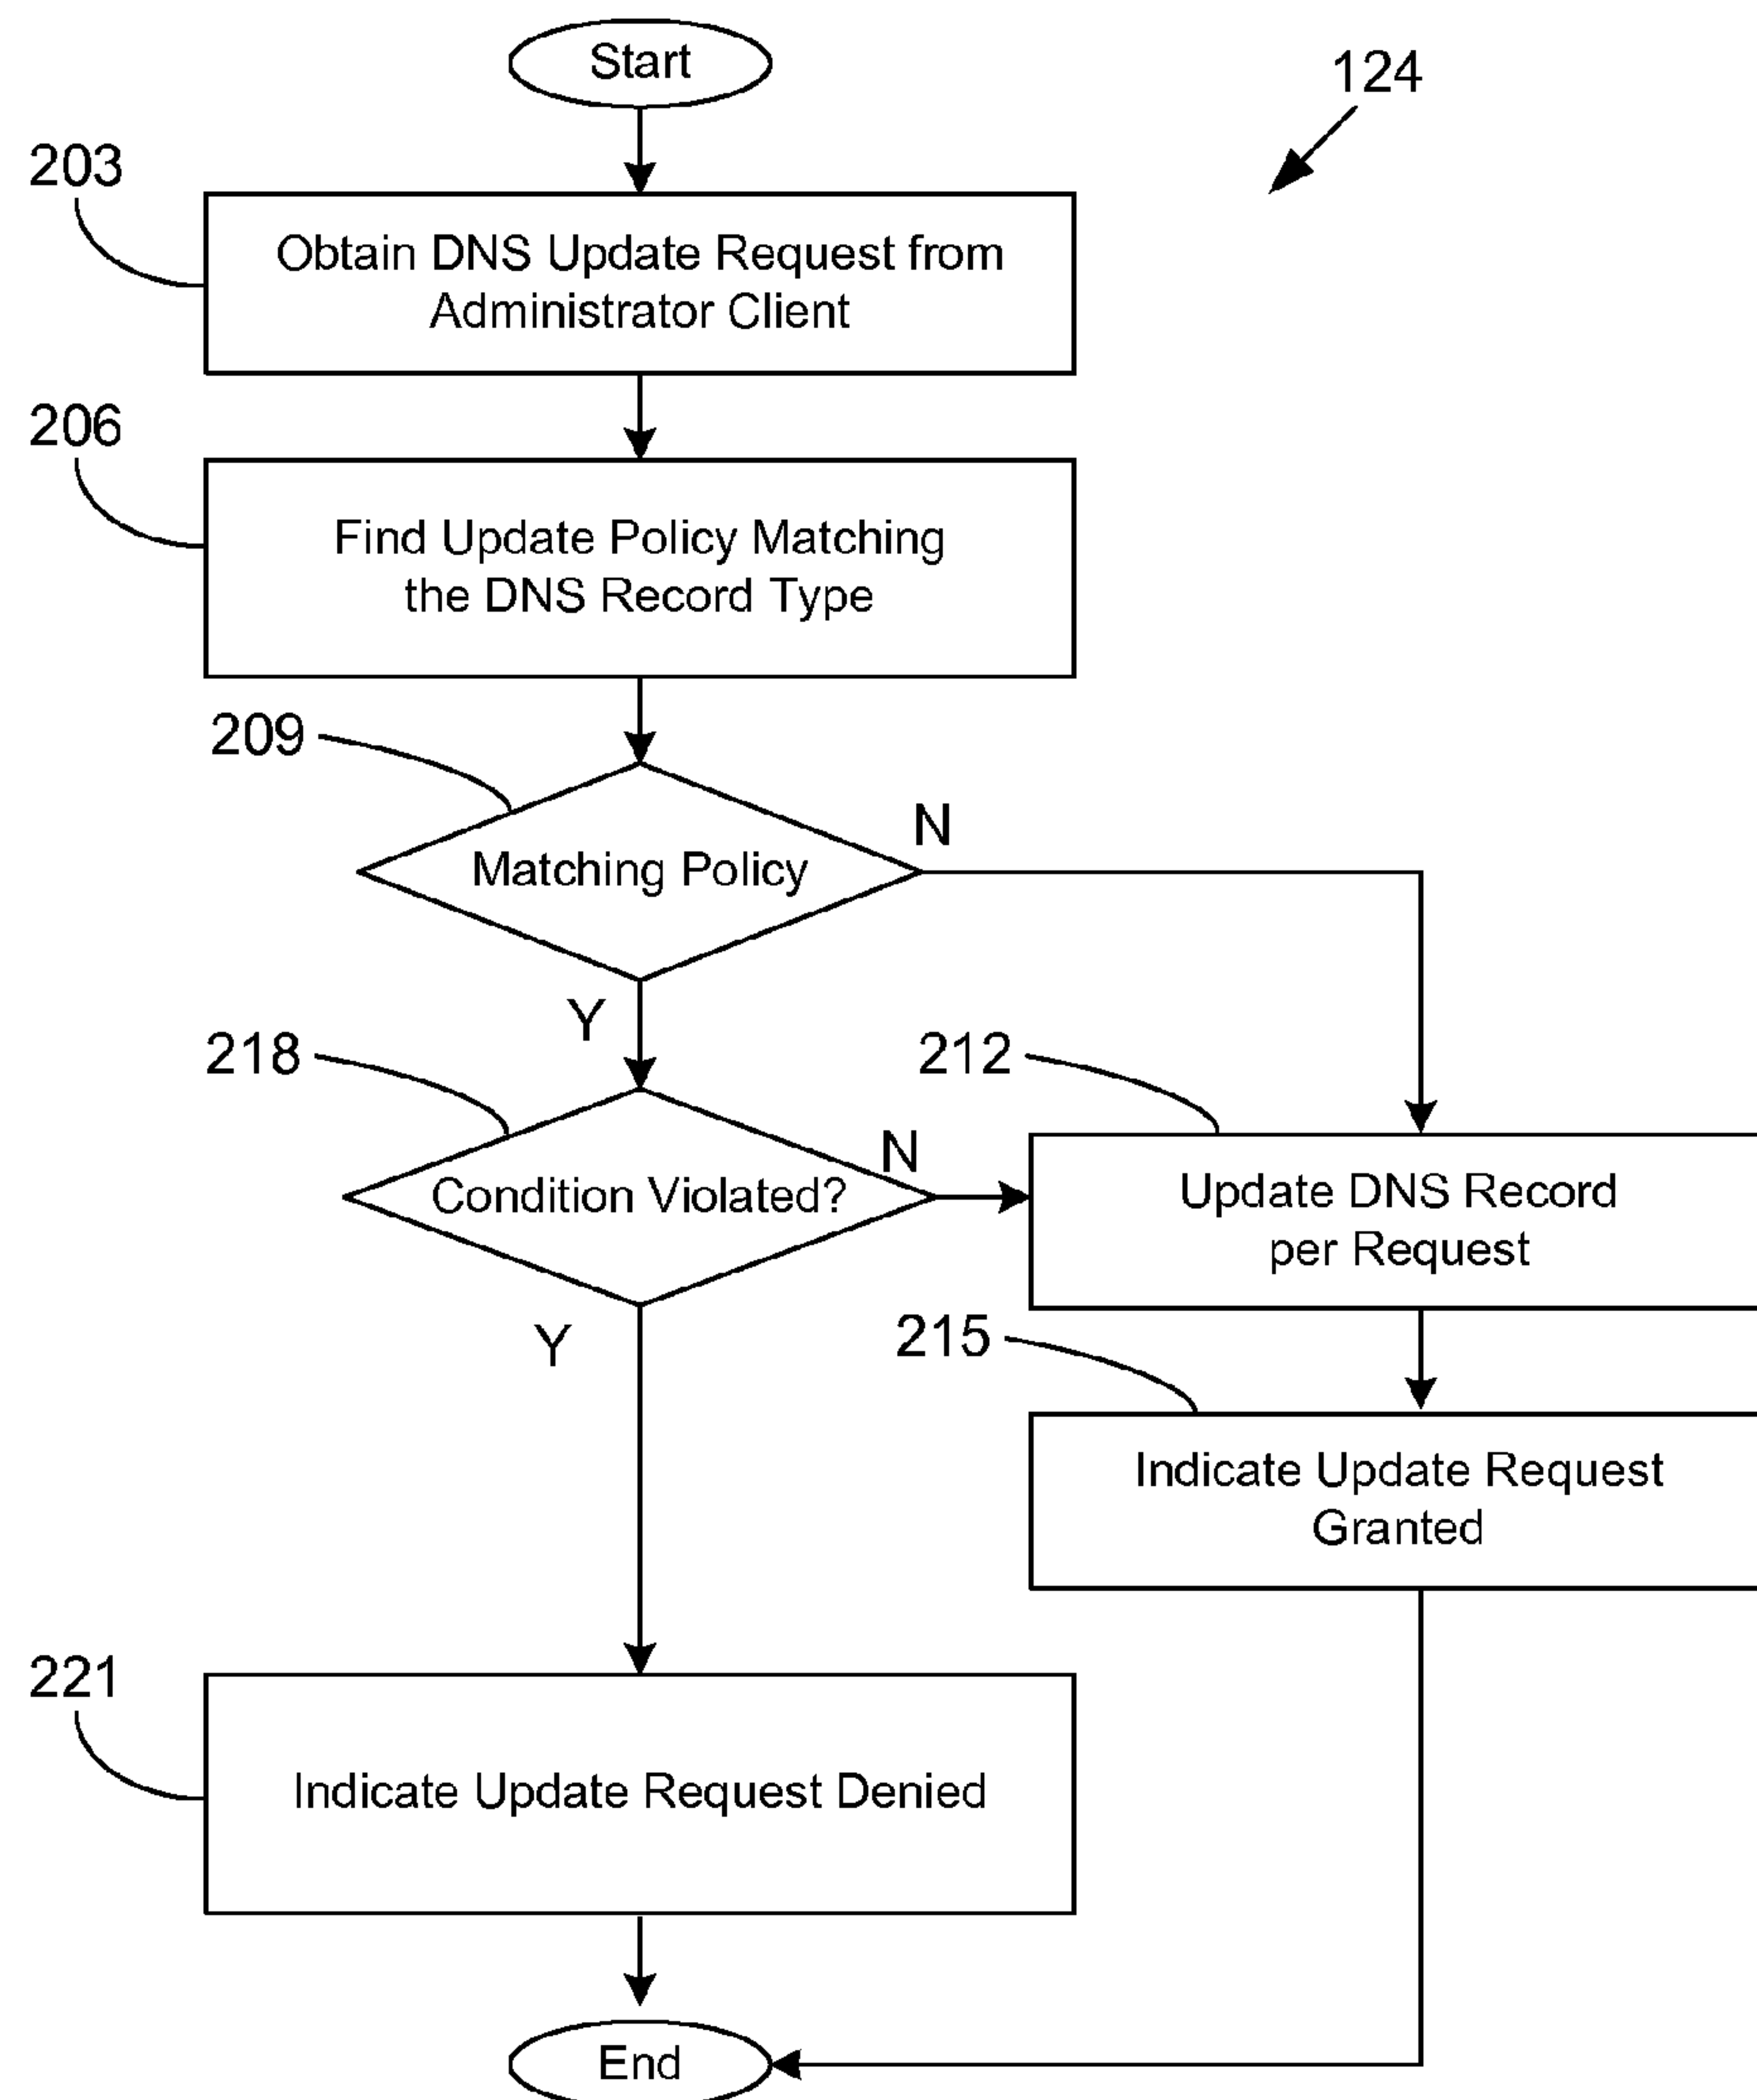 Start
124
203
Obtain DNS Update Request from
Administrator Client
206
Find Update Policy Matching
the DNS Record Type
209
N
Matching Policy
Y
218
212
N
Condition Violated?
Update DNS Record
per Request
Y
215
Indicate Update Request
Granted
221
Indicate Update Request Denied
End